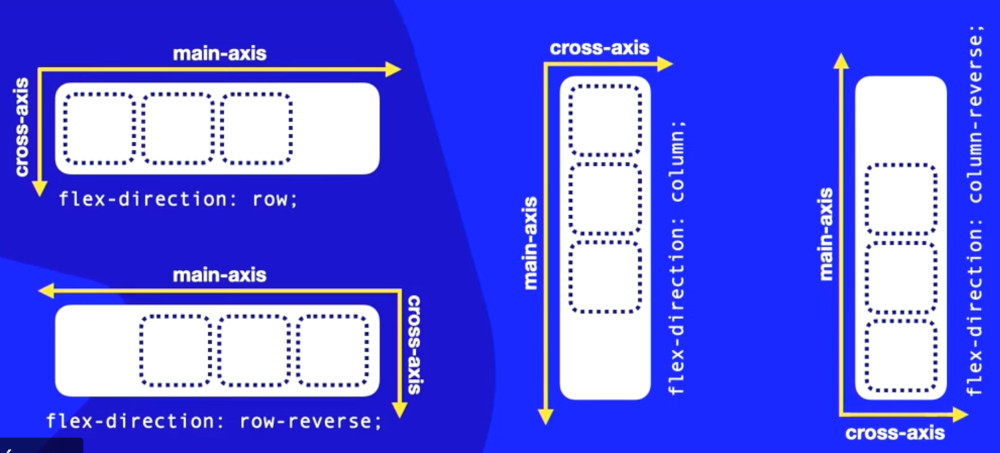 main-axis
cross-axis
flex-direction: row;
main-axis
cross-axis
flex-direction: row-reverse;
cross-axis
main-axis
flex-direction: column;
main-axis
cross-axis
flex-direction: column-reverse;